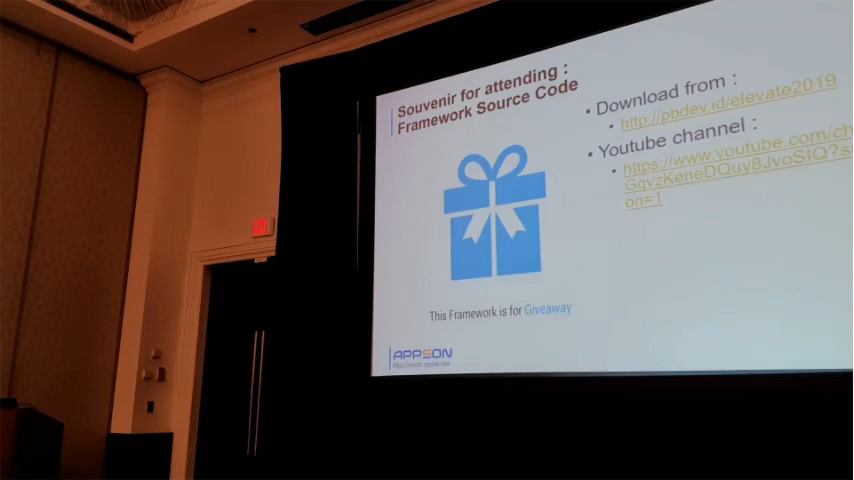 Souvenir for attending :
Framework Source Code
• Download from :
• http://pbdev.id/elevate2019
• Youtube channel :
• https://www.youtube.com/ch
GqvzKeneDQuy8JvoSIQ?s
on=1
This Framework is for Giveaway
APPEON